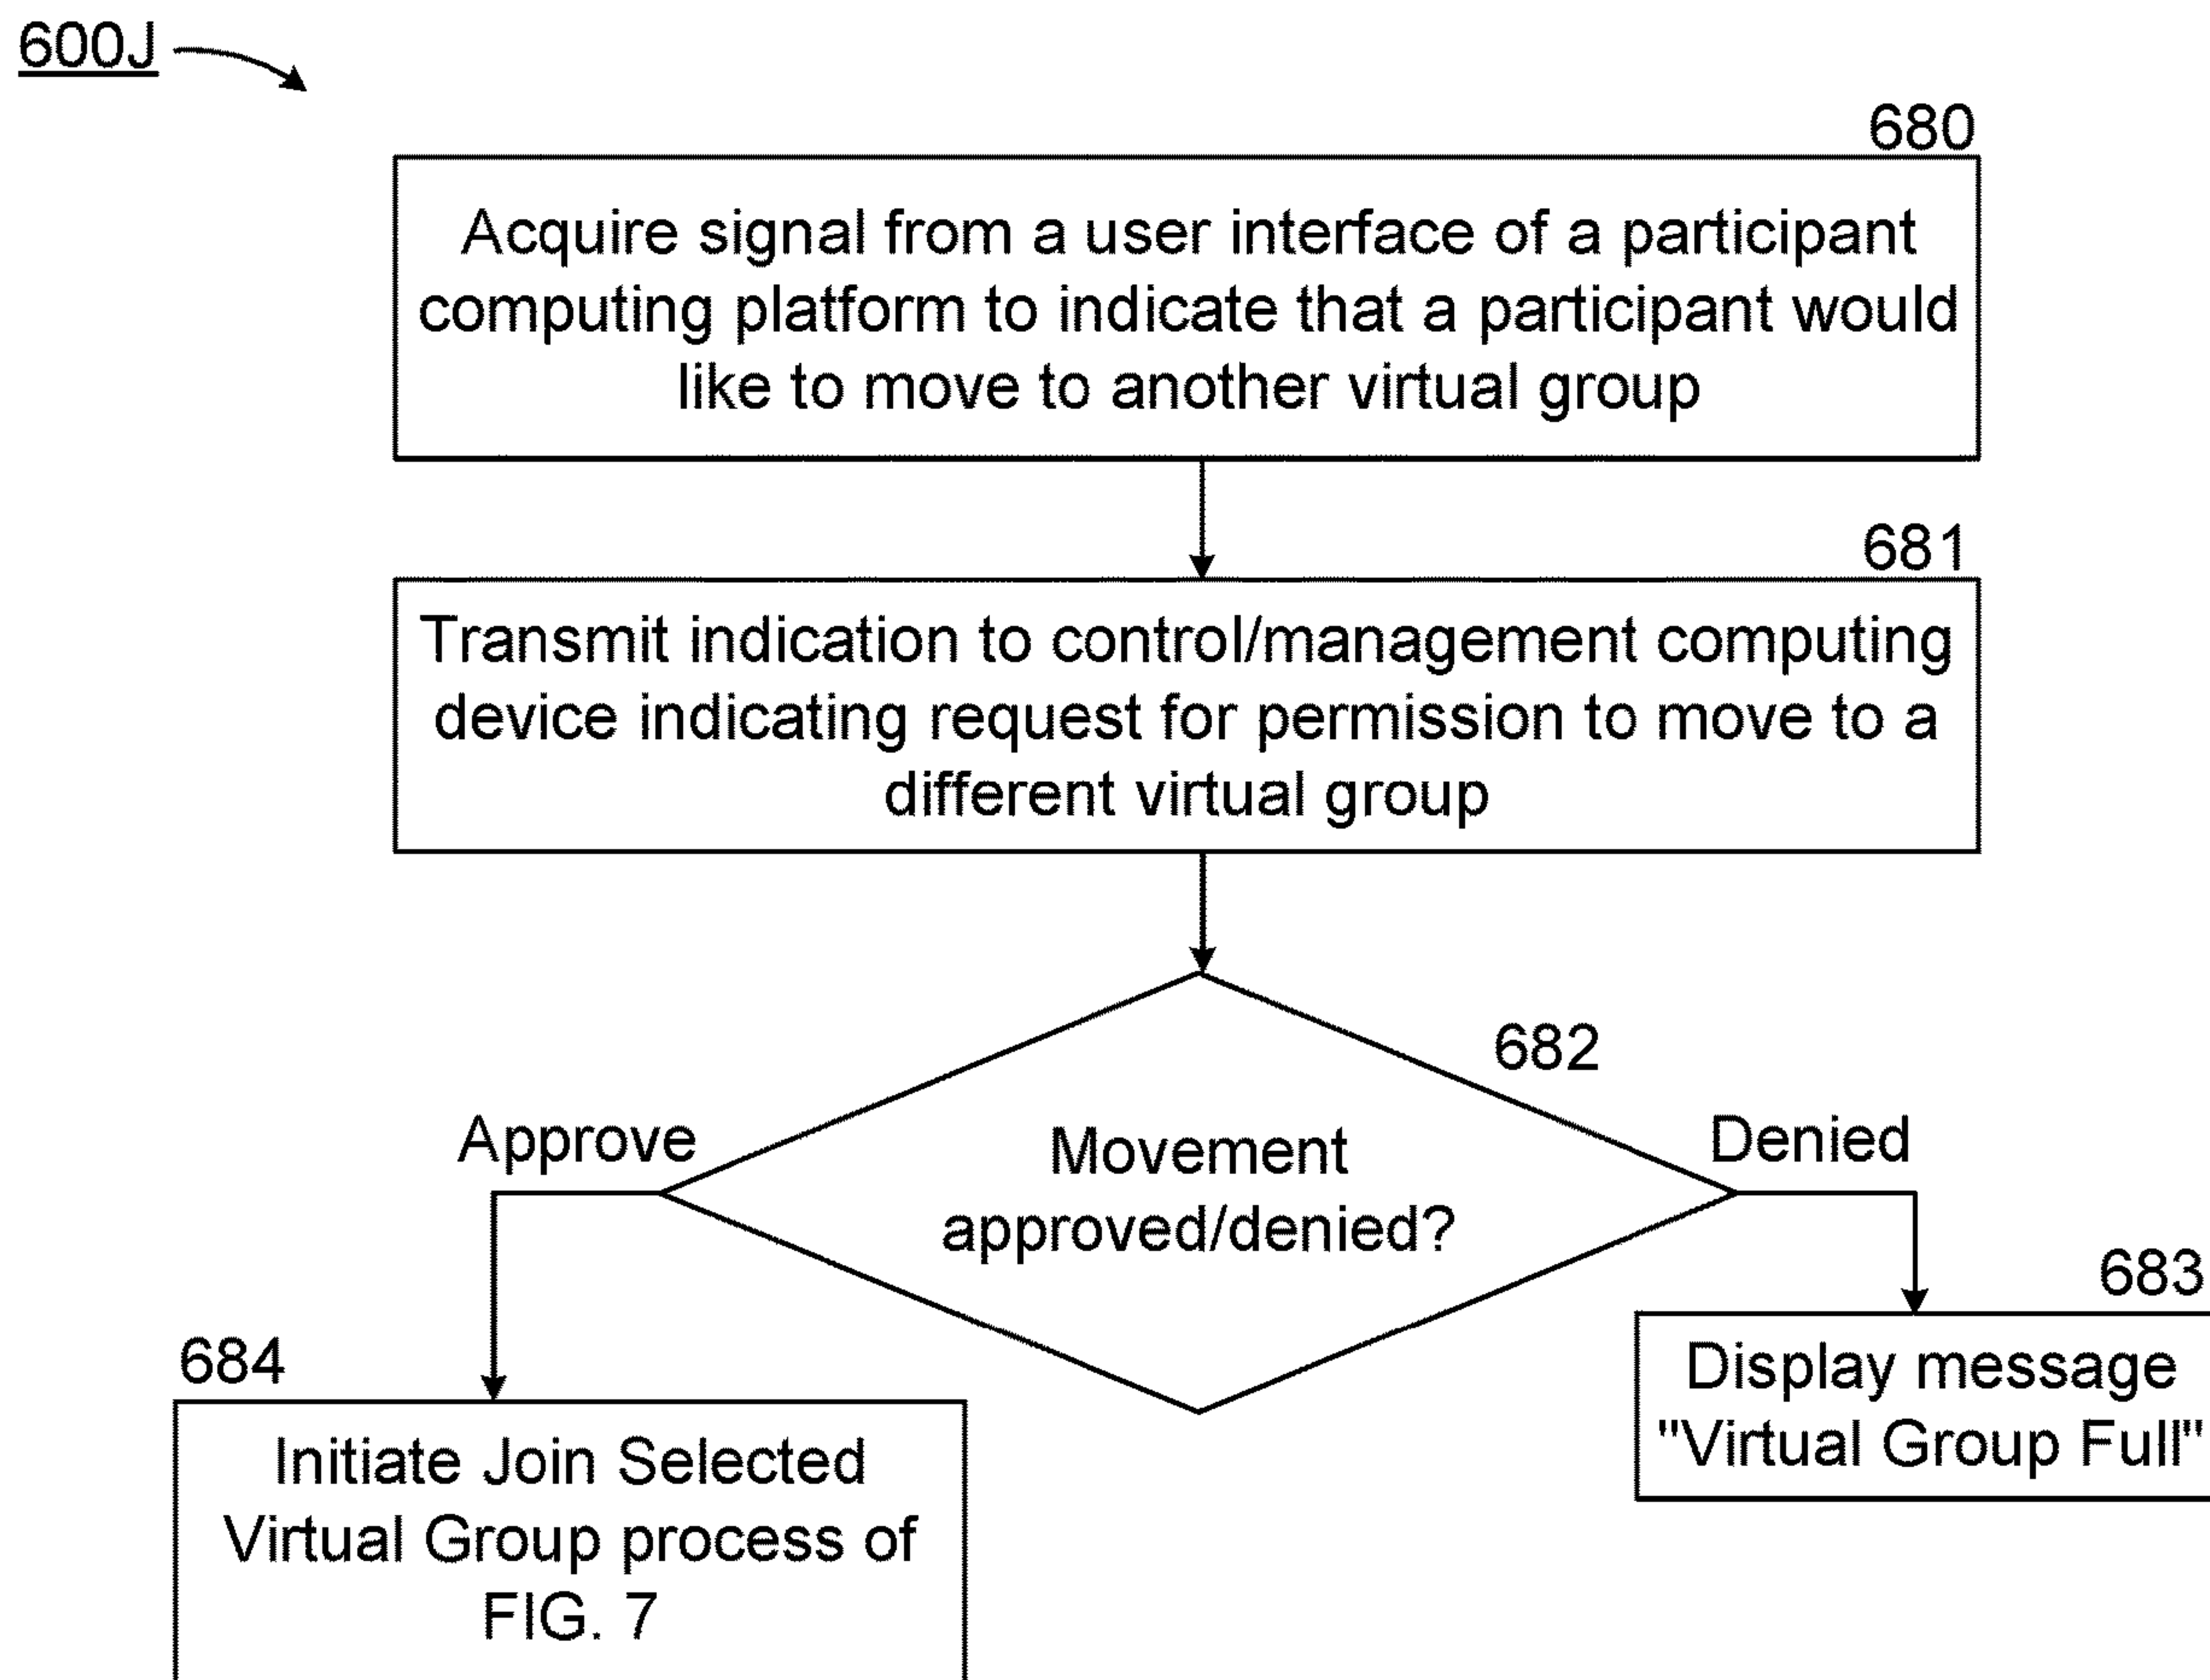 600J
680
Acquire signal from a user interface of a participant
computing platform to indicate that a participant would
like to move to another virtual group
681
Transmit indication to control/management computing
device indicating request for permission to move to a
different virtual group
682
Approve
Denied
Movement
approved/denied?
683
Display message
"Virtual Group Full"
684
Initiate Join Selected
Virtual Group process of
FIG. 7